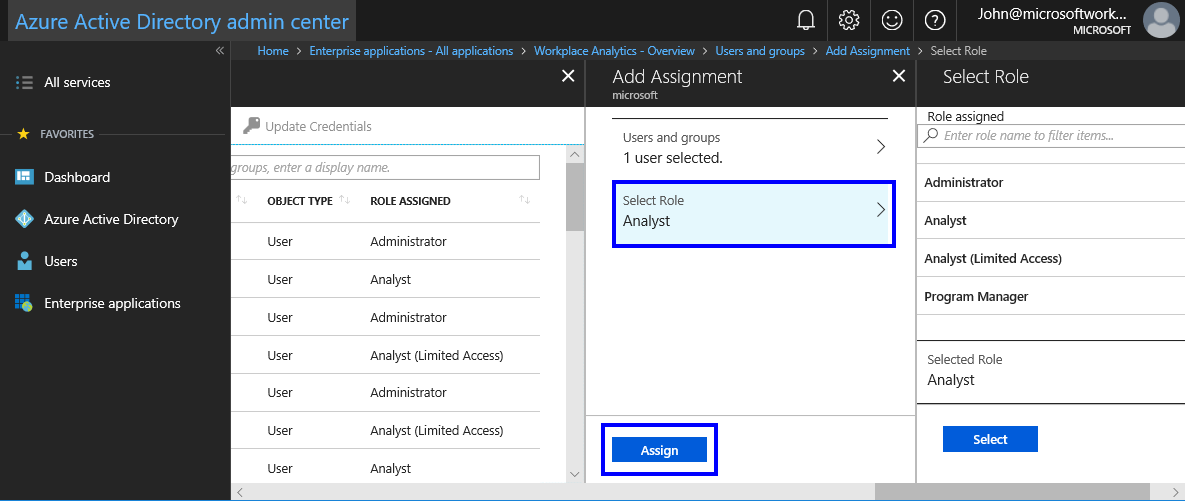 Azure Active Directory admin center
John@microsoftwork...
MICROSOFT
Home > Enterprise applications - All applications > Workplace Analytics - Overview > Users and groups > Add Assignment > Select Role
All services
FAVORITES
Dashboard
Azure Active Directory
Users
Enterprise applications
Update Credentials
groups, enter a display name.
OBJECT TYPE ROLE ASSIGNED
User Administrator
User Analyst
User Administrator
User Analyst (Limited Access)
User Administrator
User Analyst (Limited Access)
User Analyst
Add Assignment
microsoft
Users and groups
1 user selected.
Select Role
Analyst
Assign
Select Role
Role assigned
Enter role name to filter items...
Administrator
Analyst
Analyst (Limited Access)
Program Manager
Selected Role
Analyst
Select